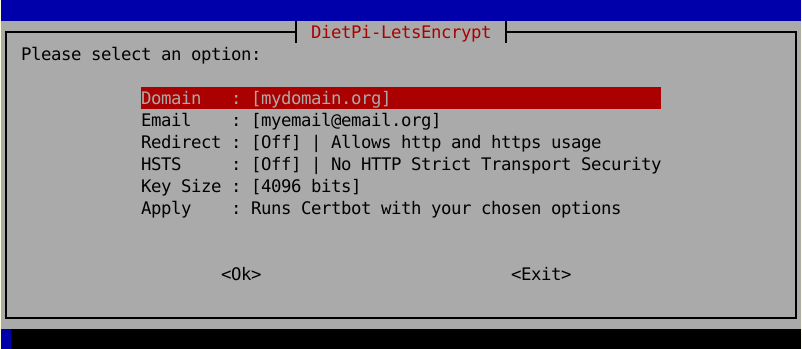 DietPi-LetsEncrypt
Please select an option:
Domain   : [mydomain.org]
Email    : [myemail@email.org]
Redirect : [Off] | Allows http and https usage
HSTS     : [Off] | No HTTP Strict Transport Security
Key Size : [4096 bits]
Apply    : Runs Certbot with your chosen options
<Ok> <Exit>